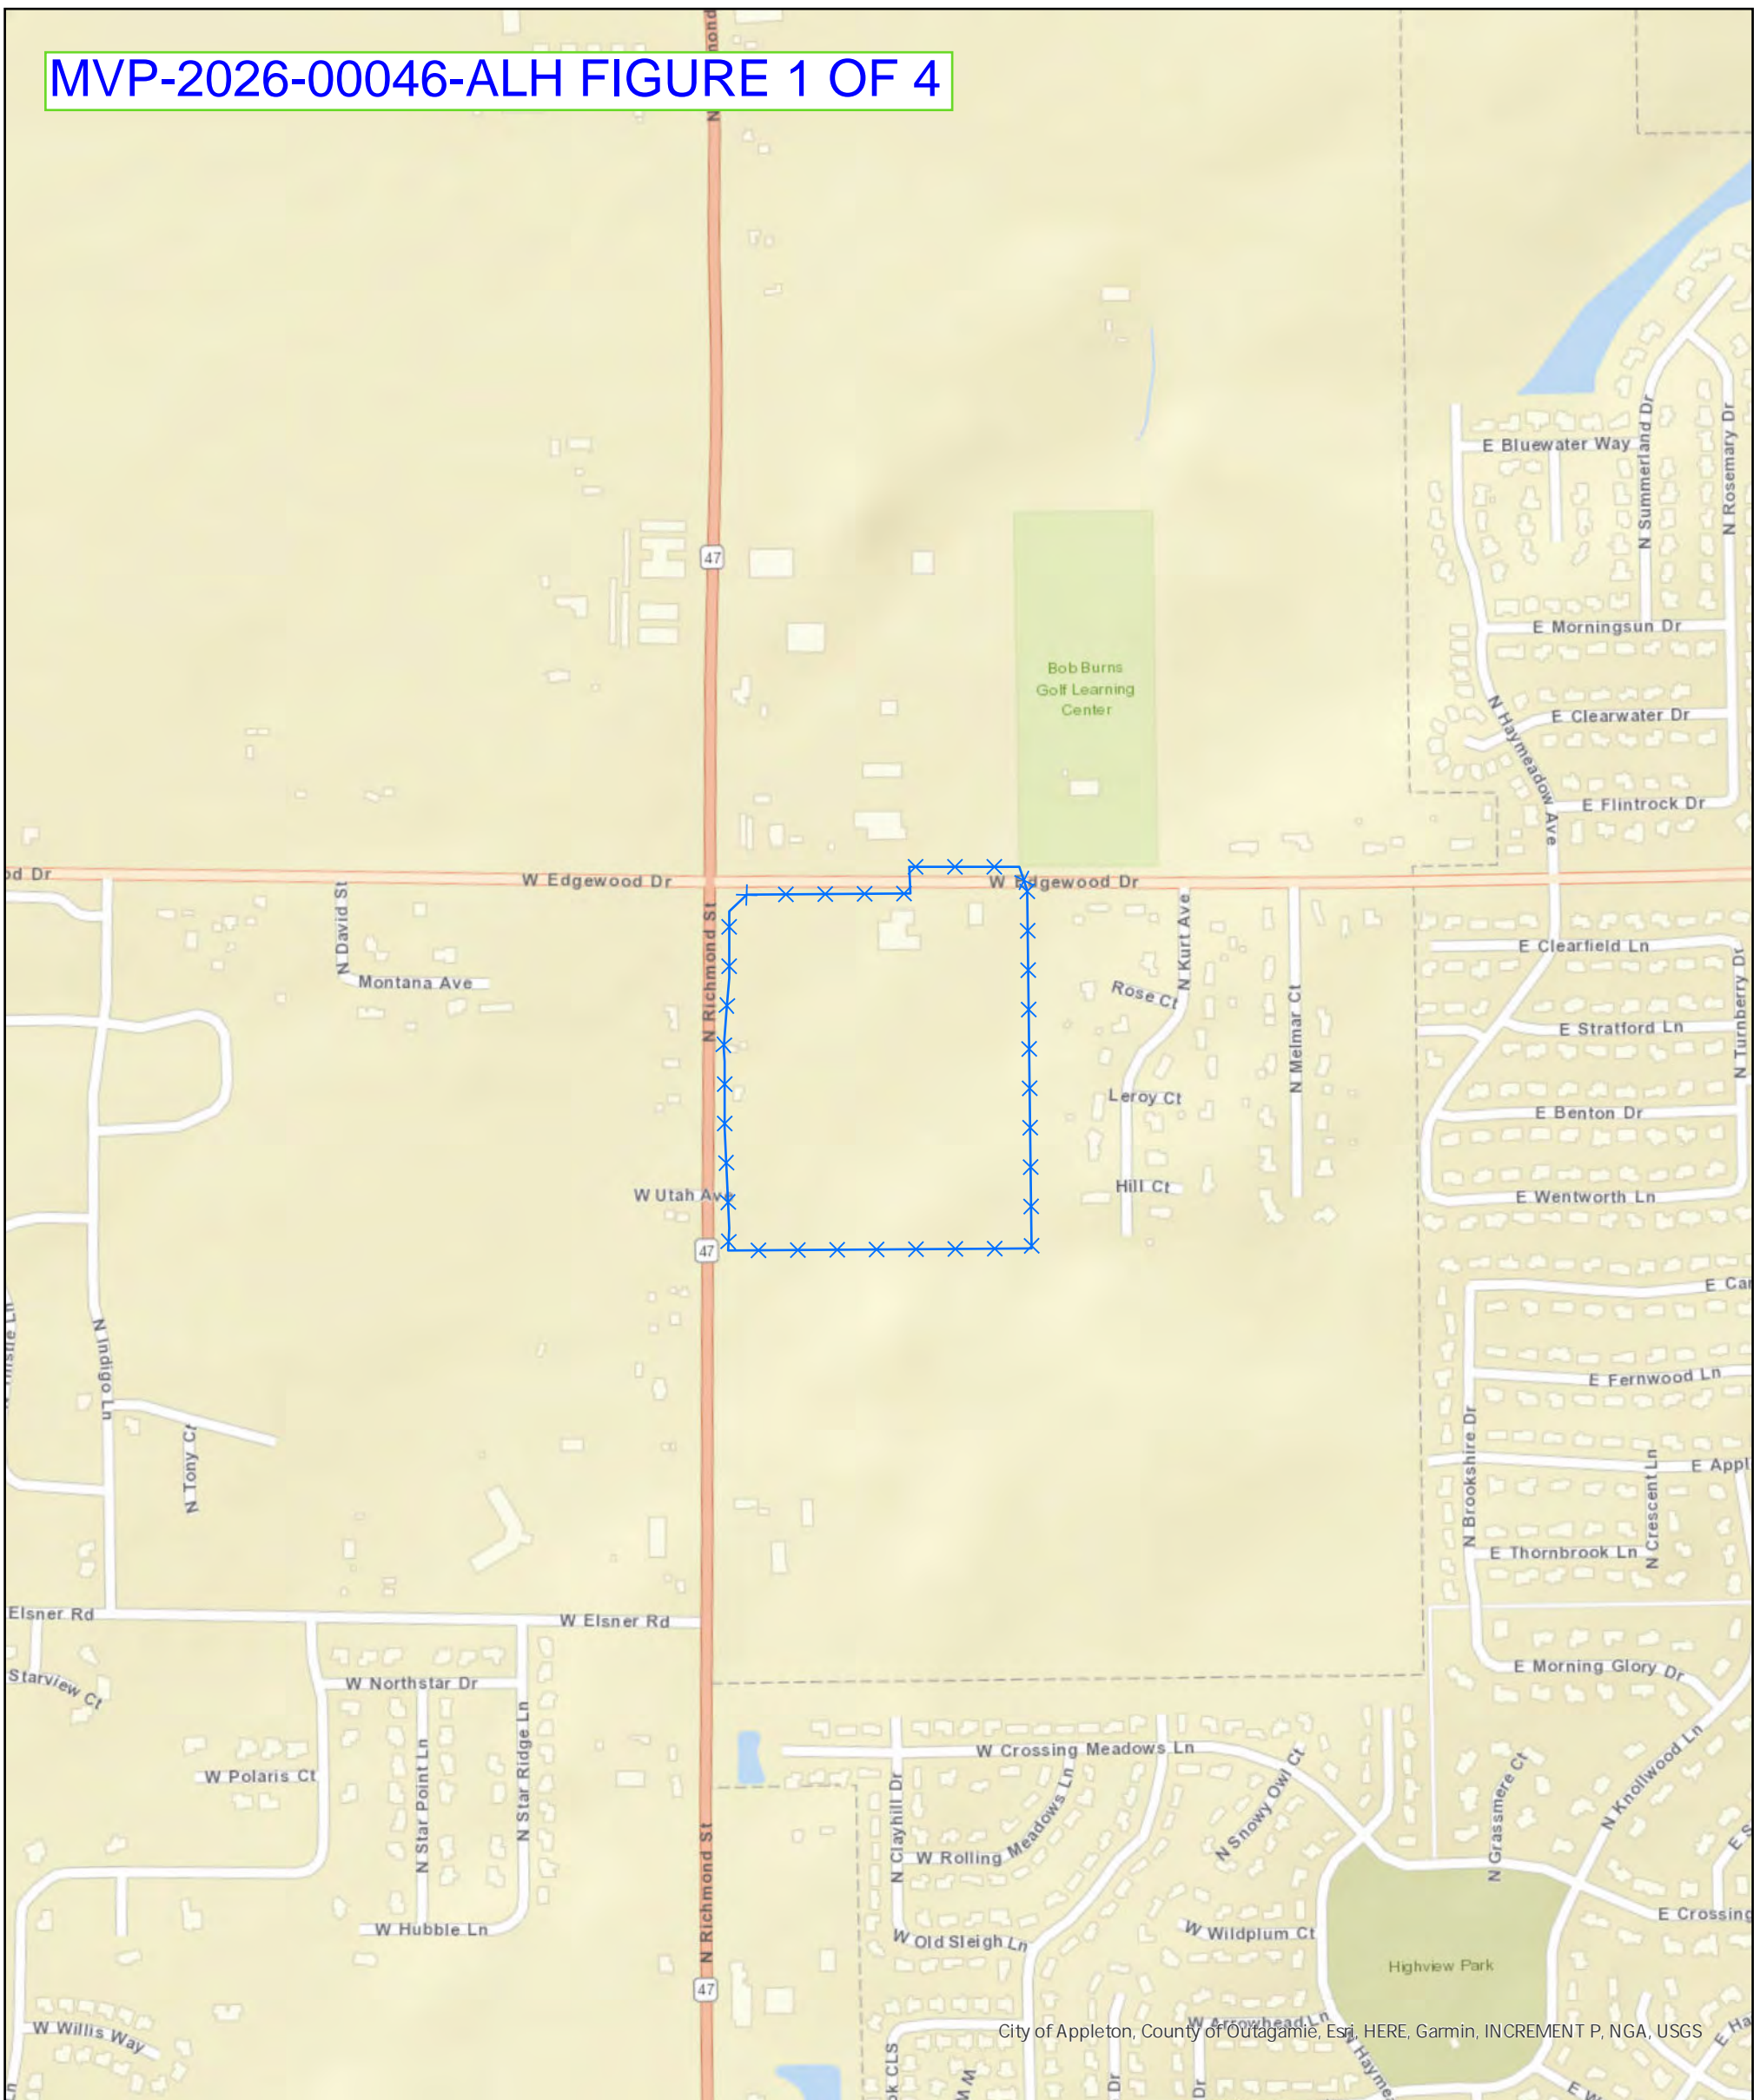 MVP-2026-00046-ALH FIGURE 1 OF 4
N
47
E Bluewater Way
N Summerland Dr
N Rosemary Dr
E Morningsun Dr
Bob Burns
Golf Learning
Center
N Haymeadow Ave
E Clearwater Dr
E Flintrock Dr
W Edgewood Dr
W Edgewood Dr
N David St
Montana Ave
N Richmond St
N Kurt Ave
Rose Ct
N Melmar Ct
Leroy Ct
Hill Ct
E Clearfield Ln
E Stratford Ln
N Turnberry Dr
E Benton Dr
E Wentworth Ln
W Utah Ave
47
N Indigo Ln
N Tony Ct
E Fernwood Ln
N Brookshire Dr
E Appl
N Crescent Ln
E Thornbrook Ln
Elsner Rd
W Elsner Rd
Starview Ct
W Northstar Dr
E Morning Glory Dr
W Polaris Ct
N Star Point Ln
N Star Ridge Ln
W Crossing Meadows Ln
N Clayhill Dr
W Rolling Meadows Ln
N Snowy Owl Ct
N Grassmere Ct
N Knollwood Ln
N Richmond St
W Hubble Ln
W Old Sleigh Ln
W Wildplum Ct
E Crossing
Highview Park
47
W Willis Way
W Arrowhead Ln
City of Appleton, County of Outagamie, Esri, HERE, Garmin, INCREMENT P, NGA, USGS
N Hayme
Dr
Dr